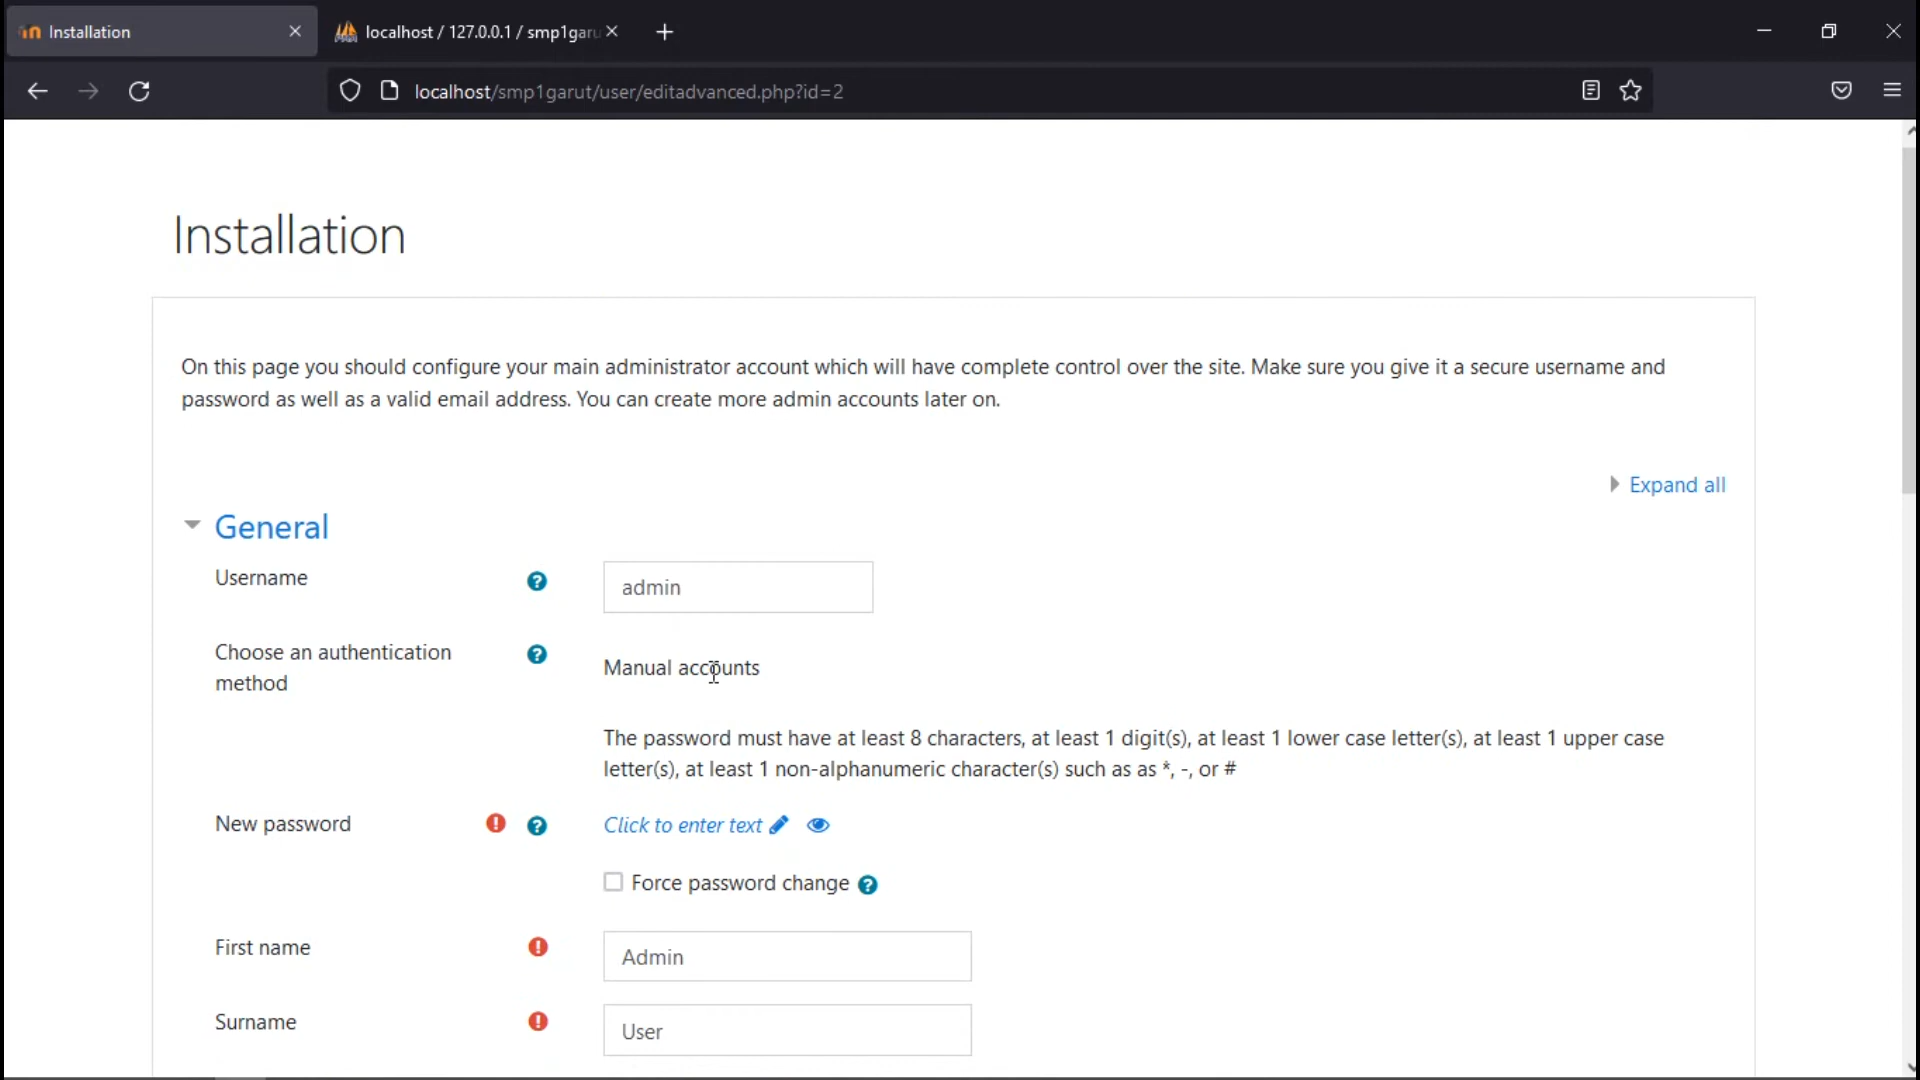 Installation
localhost / 127.0.0.1 / smp1garu
localhost/smp1garut/user/editadvanced.php?id=2
Installation
On this page you should configure your main administrator account which will have complete control over the site. Make sure you give it a secure username and
password as well as a valid email address. You can create more admin accounts later on.
Expand all
General
Username
admin
Choose an authentication
method
Manual accounts
The password must have at least 8 characters, at least 1 digit(s), at least 1 lower case letter(s), at least 1 upper case
letter(s), at least 1 non-alphanumeric character(s) such as as *, -, or #
New password
Click to enter text
Force password change
First name
Admin
Surname
User